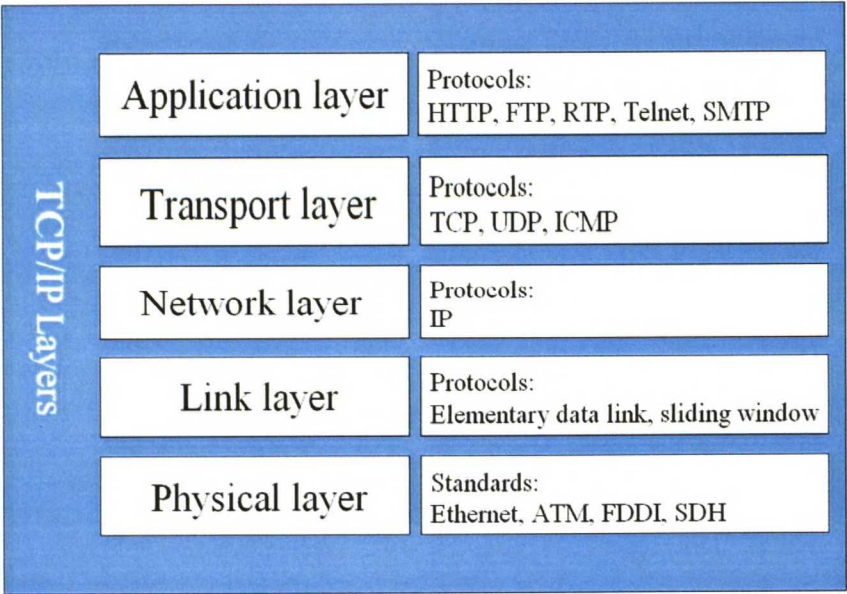 TCP/IP Layers
Application layer
Protocols:
HTTP, FTP, RTP, Telnet, SMTP
Transport layer
Protocols:
TCP, UDP, ICMP
Network layer
Protocols:
IP
Link layer
Protocols:
Elementary data link, sliding window
Physical layer
Standards:
Ethernet, ATM, FDDI, SDH